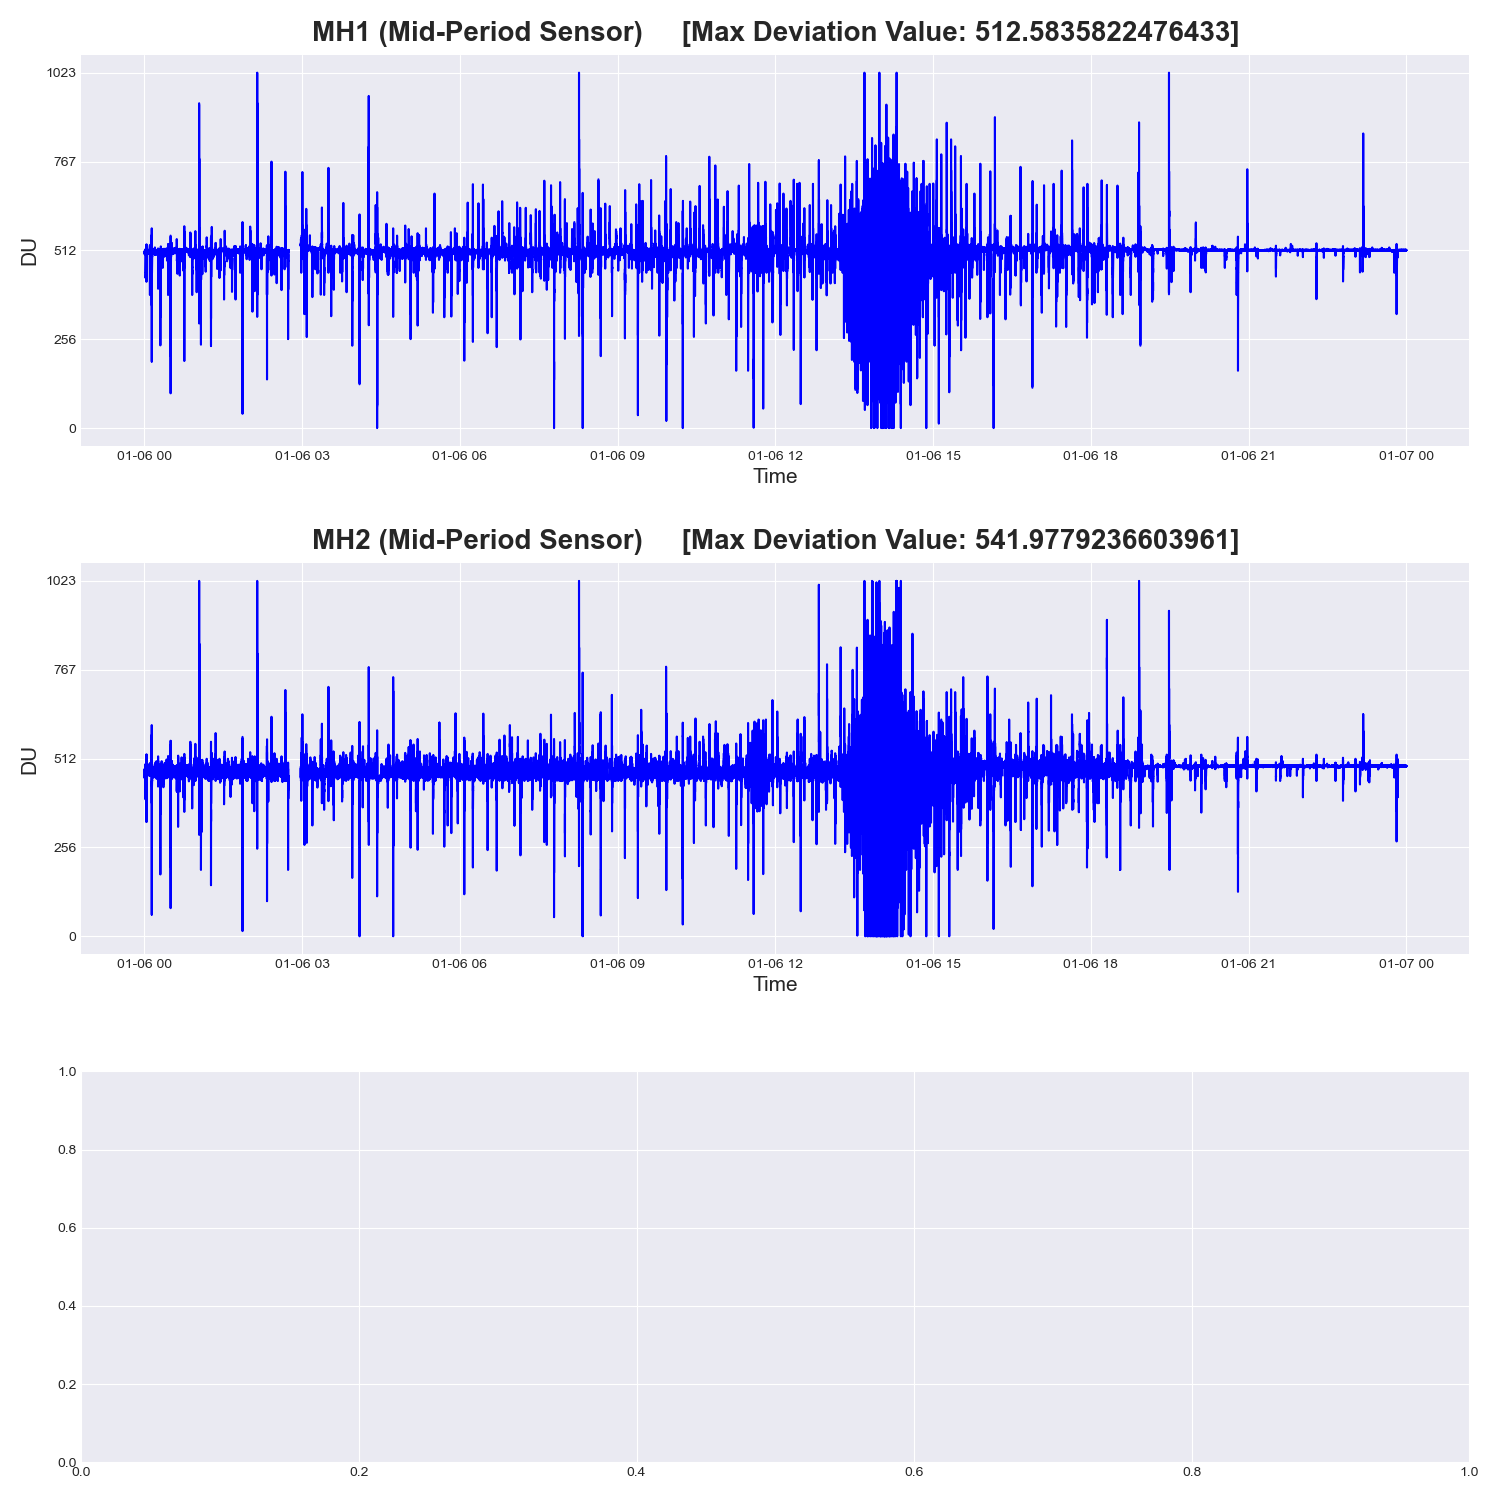 MH1 (Mid-Period Sensor) [Max Deviation Value: 512.5835822476433]
1023
767
512
256
0
DU
01-06 00 01-06 03 01-06 06 01-06 09 01-06 12 01-06 15 01-06 18 01-06 21 01-07 00
Time
MH2 (Mid-Period Sensor) [Max Deviation Value: 541.9779236603961]
1023
767
512
256
0
DU
01-06 00 01-06 03 01-06 06 01-06 09 01-06 12 01-06 15 01-06 18 01-06 21 01-07 00
Time
1.0
0.8
0.6
0.4
0.2
0.0
0.0 0.2 0.4 0.6 0.8 1.0